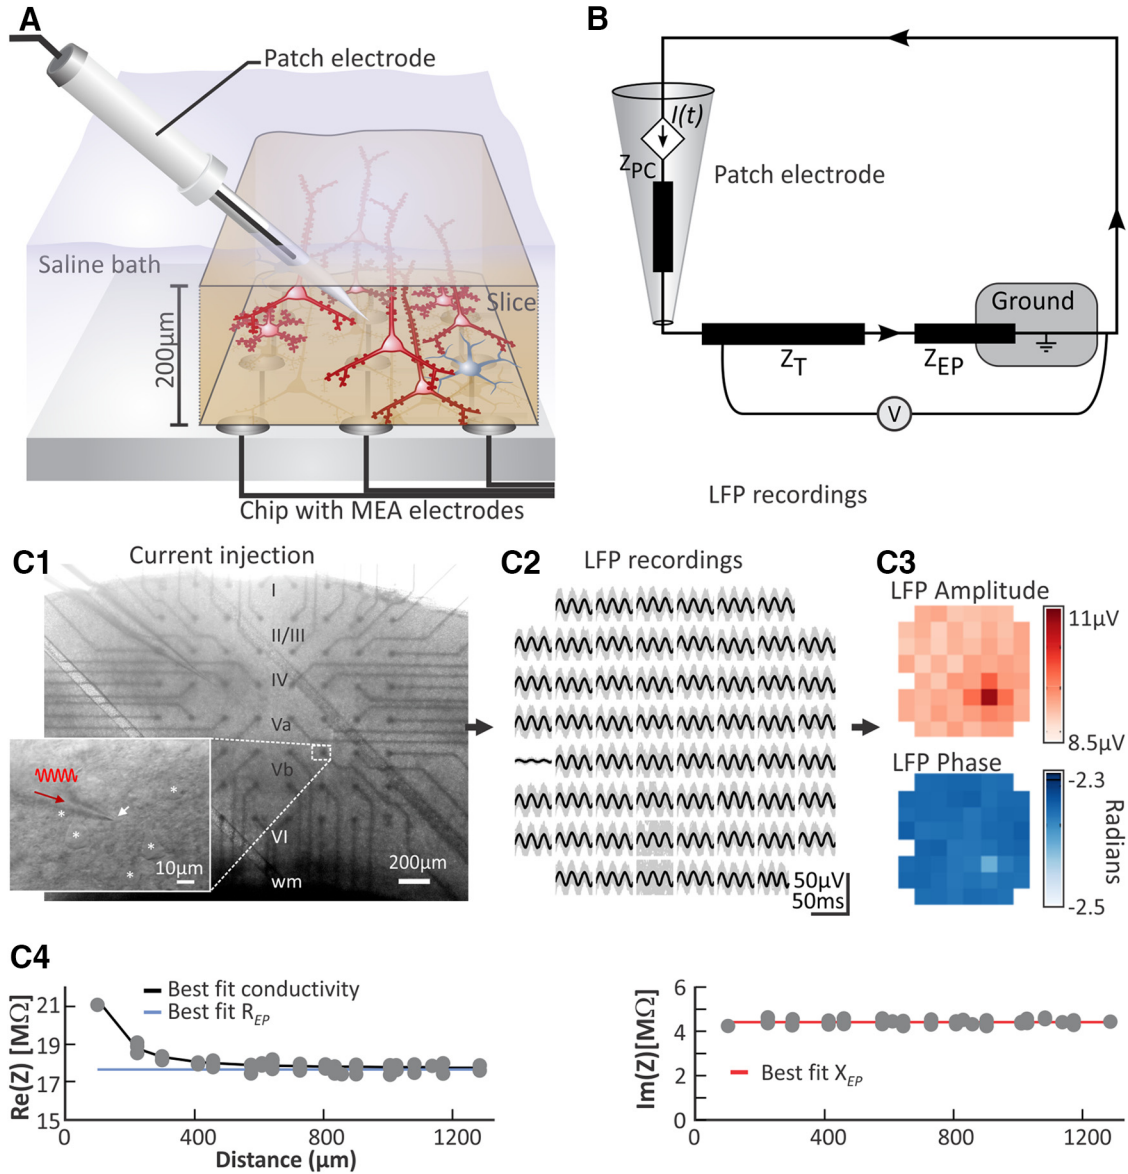 A
Patch electrode
Saline bath
Slice
200µm
Chip with MEA electrodes
B
I(t)
Z_PC
Patch electrode
Ground
Z_T
Z_EP
V
LFP recordings
C1
Current injection
I
II/III
IV
Va
Vb
VI
wm
*
*
*
*
*
10µm
200µm
C2
LFP recordings
50µV
50ms
C3
LFP Amplitude
11µV
8.5µV
LFP Phase
-2.3
-2.5
Radians
C4
Re(Z) [MΩ]
21
19
17
15
Best fit conductivity
Best fit R_EP
0
400
800
1200
Distance (µm)
Im(Z)[MΩ]
6
4
2
0
Best fit X_EP
0
400
800
1200